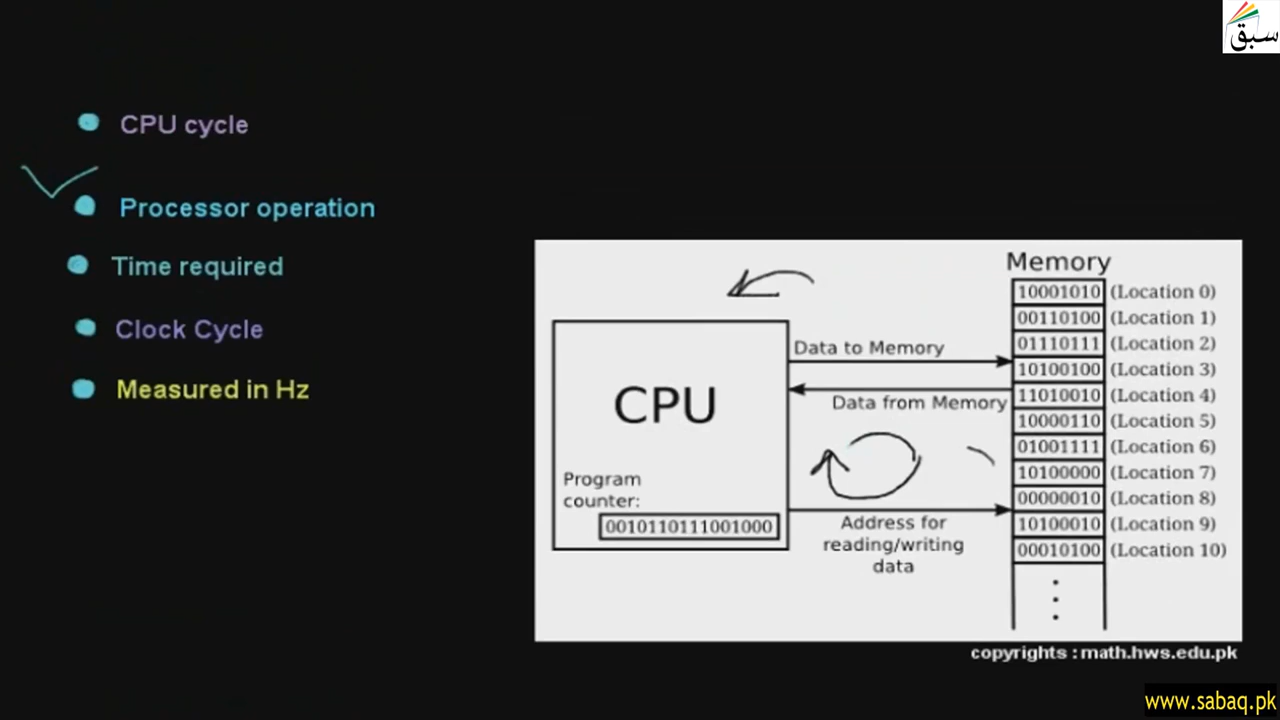 سبق
CPU cycle
Processor operation
Time required
Clock Cycle
Measured in Hz
Memory
10001010 (Location 0)
00110100 (Location 1)
01110111 (Location 2)
10100100 (Location 3)
11010010 (Location 4)
10000110 (Location 5)
01001111 (Location 6)
10100000 (Location 7)
00000010 (Location 8)
10100010 (Location 9)
00010100 (Location 10)
Data to Memory
Data from Memory
Address for
reading/writing
data
CPU
Program
counter:
0010110111001000
copyrights : math.hws.edu.pk
www.sabaq.pk